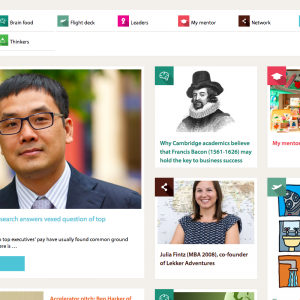 Brain food
Flight deck
Leaders
My mentor
Network
Thinkers
search answers vexed question of top
top executives' pay have usually found common ground
ere is …
Why Cambridge academics believe
that Francis Bacon (1561-1626) may
hold the key to business success
My mento
Julia Fintz (MBA 2008), co-founder
of Lekker Adventures
Accelerator pitch: Ben Harker of